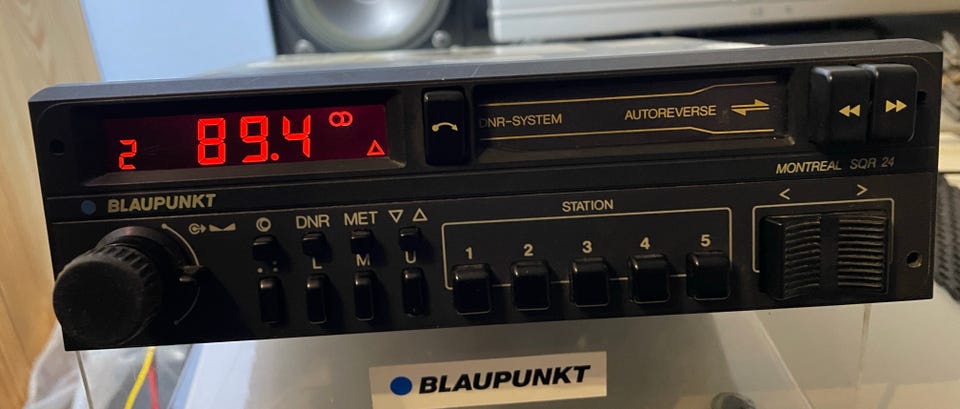 2 89.4
DNR-SYSTEM AUTOREVERSE
MONTREAL SQR 24
BLAUPUNKT
DNR MET
STATION
< >
L M U
1 2 3 4 5
BLAUPUNKT